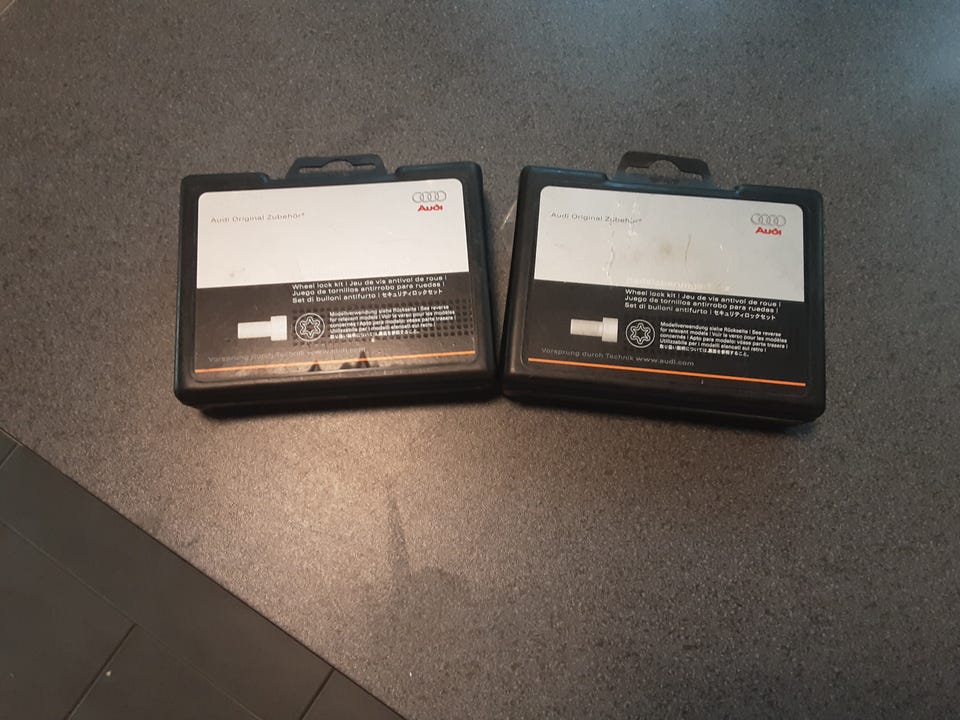 Audi Original Zubehör®
Audi
Wheel lock kit | Jeu de vis antivol de roue |
Juego de tornillos antirrobo para ruedas |
Set di bulloni antifurto | セキュリティロックセット
Modellverwendung siehe Rückseite | See reverse
for relevant models | Voir le verso pour les modèles
concernés | Apto para modelo: véase parte trasera |
Utilizzabile per i modelli elencati sul retro |
Vorsprung durch Technik www.audi.com
Audi Original Zubehör®
Audi
Wheel lock kit | Jeu de vis antivol de roue |
Juego de tornillos antirrobo para ruedas |
Set di bulloni antifurto | セキュリティロックセット
Modellverwendung siehe Rückseite | See reverse
for relevant models | Voir le verso pour les modèles
concernés | Apto para modelo: véase parte trasera |
Utilizzabile per i modelli elencati sul retro |
Vorsprung durch Technik www.audi.com